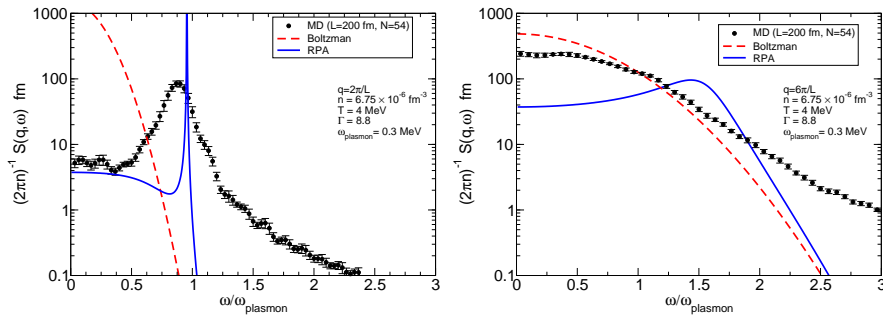 (2πn)⁻¹ S(q,ω) fm
1000
100
10
1
0.1
MD (L=200 fm, N=54)
Boltzman
RPA
q=2π/L
n = 6.75 × 10⁻⁶ fm⁻³
T = 4 MeV
Γ = 8.8
ω_plasmon = 0.3 MeV
0 0.5 1 1.5 2 2.5 3
ω/ω_plasmon
(2πn)⁻¹ S(q,ω) fm
1000
100
10
1
0.1
MD (L=200 fm, N=54)
Boltzman
RPA
q=6π/L
n = 6.75 × 10⁻⁶ fm⁻³
T = 4 MeV
Γ = 8.8
ω_plasmon = 0.3 MeV
0 0.5 1 1.5 2 2.5 3
ω/ω_plasmon